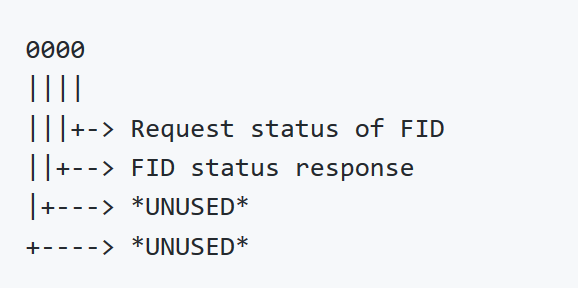 0000
||||
|||+-> Request status of FID
||+--> FID status response
|+---> *UNUSED*
+----> *UNUSED*